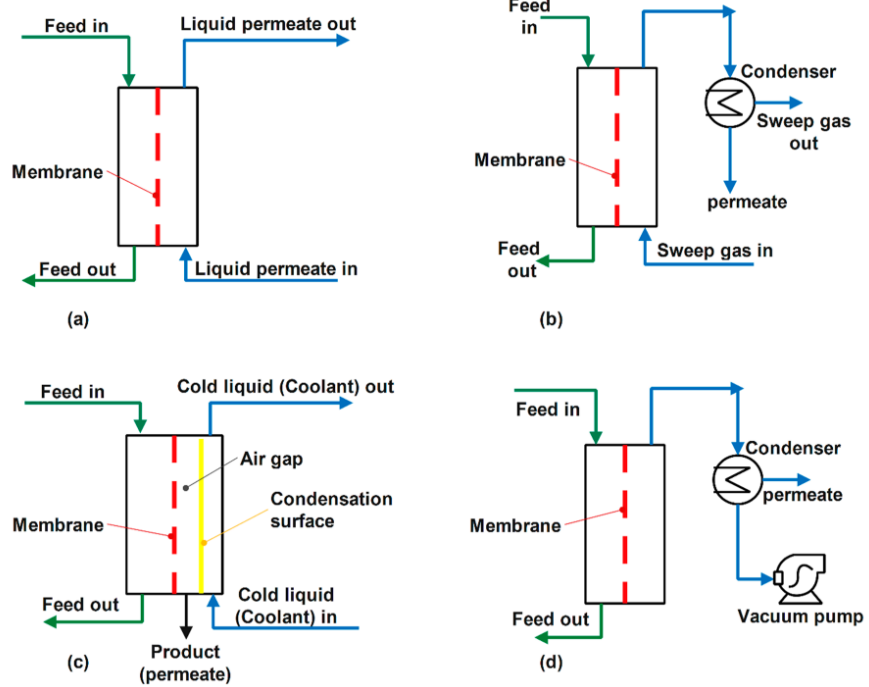 Feed in
Liquid permeate out
Membrane
Feed out
Liquid permeate in
(a)
Feed
in
Condenser
Sweep gas
out
Membrane
permeate
Feed
out
Sweep gas in
(b)
Feed in
Cold liquid (Coolant) out
Air gap
Condensation
surface
Membrane
Feed out
Cold liquid
(Coolant) in
Product
(permeate)
(c)
Feed in
Condenser
permeate
Membrane
Feed out
Vacuum pump
(d)